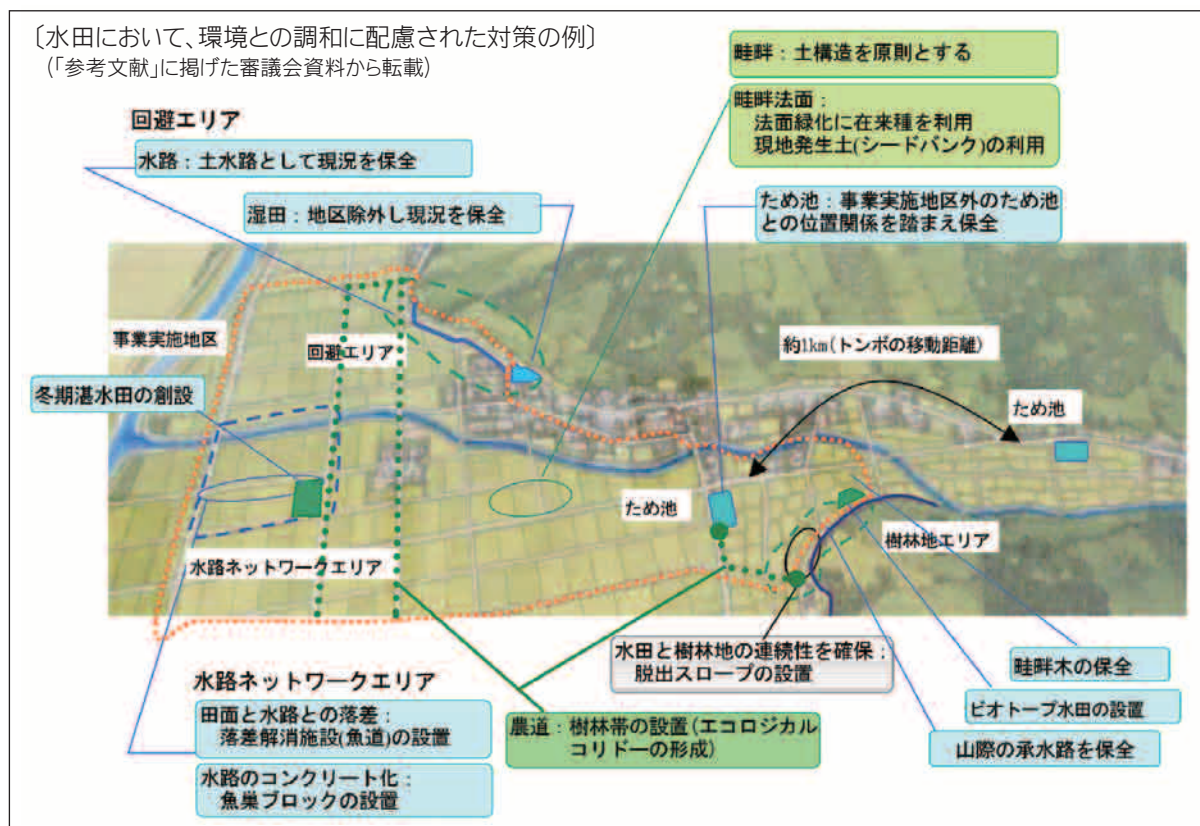 〔水田において、環境との調和に配慮された対策の例〕
(「参考文献」に掲げた審議会資料から転載)
畦畔：土構造を原則とする
畦畔法面：
法面緑化に在来種を利用
現地発生土(シードバンク)の利用
回避エリア
水路：土水路として現況を保全
湿田：地区除外し現況を保全
ため池：事業実施地区外のため池
との位置関係を踏まえ保全
事業実施地区
回避エリア
約1km(トンボの移動距離)
冬期湛水田の創設
ため池
ため池
樹林地エリア
水路ネットワークエリア
水田と樹林地の連続性を確保：
脱出スロープの設置
畦畔木の保全
水路ネットワークエリア
田面と水路との落差：
落差解消施設(魚道)の設置
農道：樹林帯の設置(エコロジカル
コリドーの形成)
ビオトープ水田の設置
山際の承水路を保全
水路のコンクリート化：
魚巣ブロックの設置